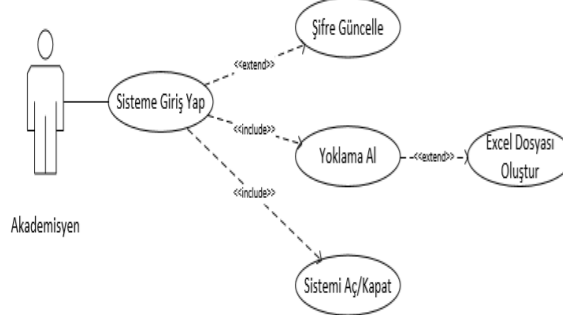 Şifre Güncelle
<<extend>>
Sisteme Giriş Yap
<<include>>
Yoklama Al
<<extend>>
Excel Dosyası
Oluştur
<<include>>
Akademisyen
Sistemi Aç/Kapat